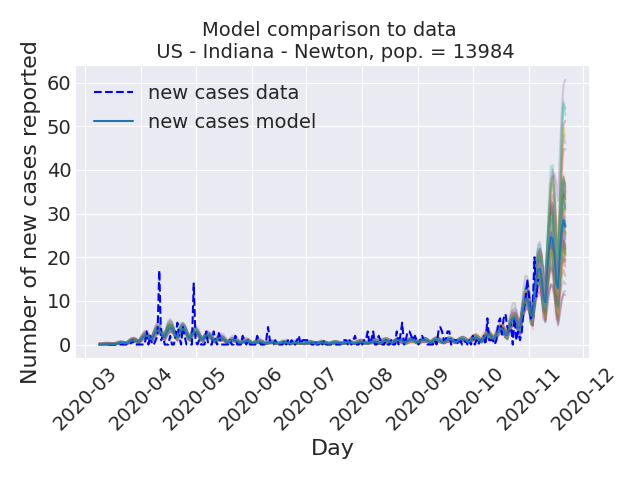 Model comparison to data
US - Indiana - Newton, pop. = 13984
Number of new cases reported
60
50
40
30
20
10
0
new cases data
new cases model
2020-03
2020-04
2020-05
2020-06
2020-07
2020-08
2020-09
2020-10
2020-11
2020-12
Day